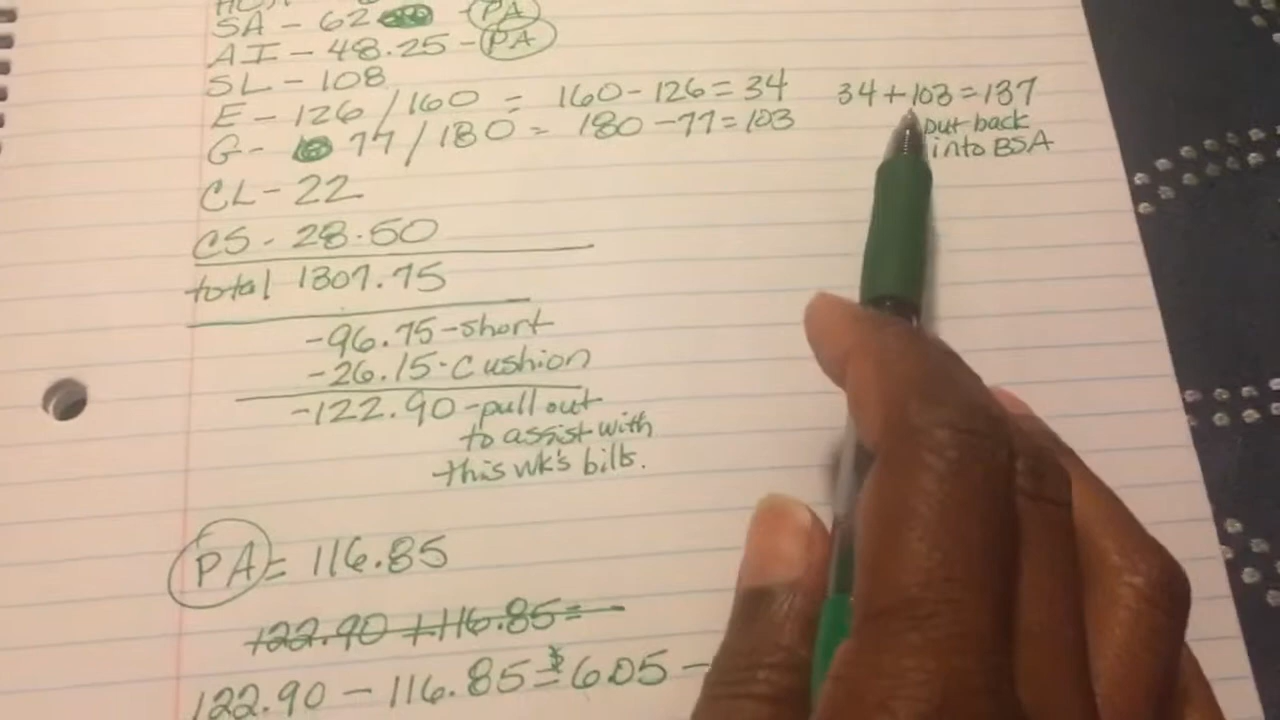 SA - 62 PA
AI - 48.25 - PA
SL - 108
E - 126 / 160 = 160 - 126 = 34 34 + 103 = 137
G - 77 / 180 = 180 - 77 = 103 put back
into BSA
CL - 22
CS - 28.50
total 1307.75
-96.75 - short
-26.15 - Cushion
-122.90 - pull out
to assist with
this wk's bills.
PA = 116.85
122.90 + 116.85 =
122.90 - 116.85 = 6.05 -